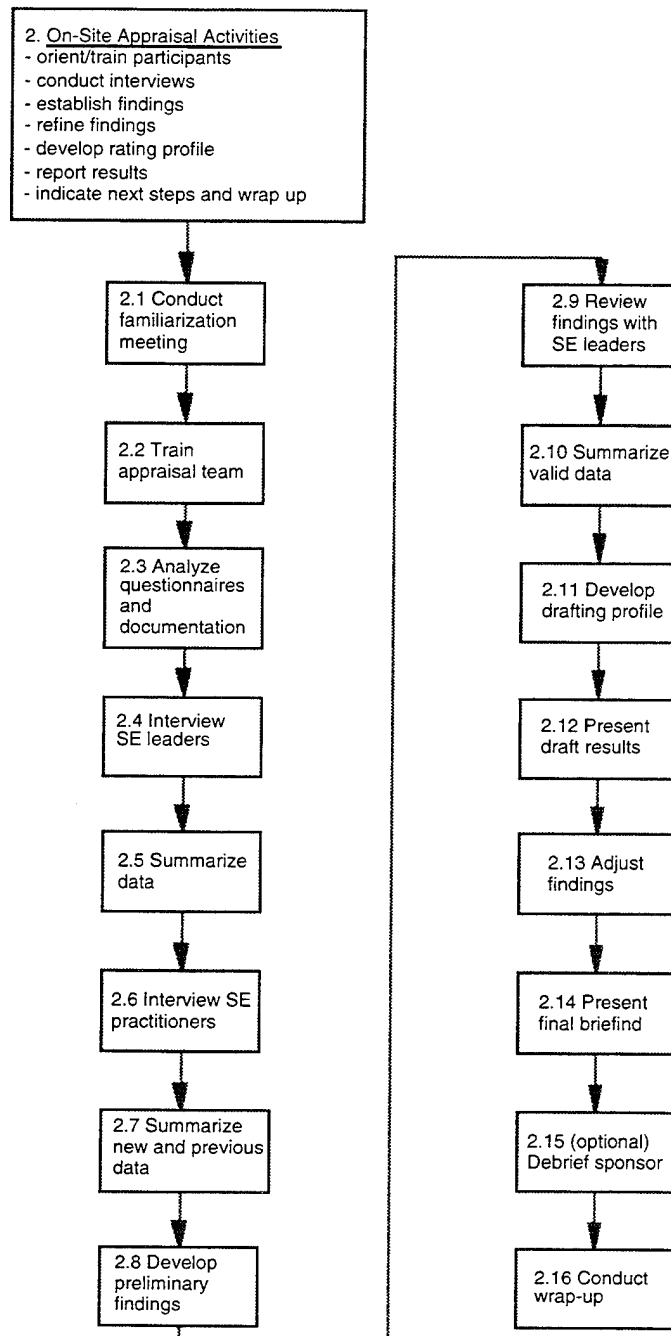 2. On-Site Appraisal Activities
- orient/train participants
- conduct interviews
- establish findings
- refine findings
- develop rating profile
- report results
- indicate next steps and wrap up
2.1 Conduct
familiarization
meeting
2.2 Train
appraisal team
2.3 Analyze
questionnaires
and
documentation
2.4 Interview
SE leaders
2.5 Summarize
data
2.6 Interview SE
practitioners
2.7 Summarize
new and previous
data
2.8 Develop
preliminary
findings
2.9 Review
findings with
SE leaders
2.10 Summarize
valid data
2.11 Develop
drafting profile
2.12 Present
draft results
2.13 Adjust
findings
2.14 Present
final briefind
2.15 (optional)
Debrief sponsor
2.16 Conduct
wrap-up